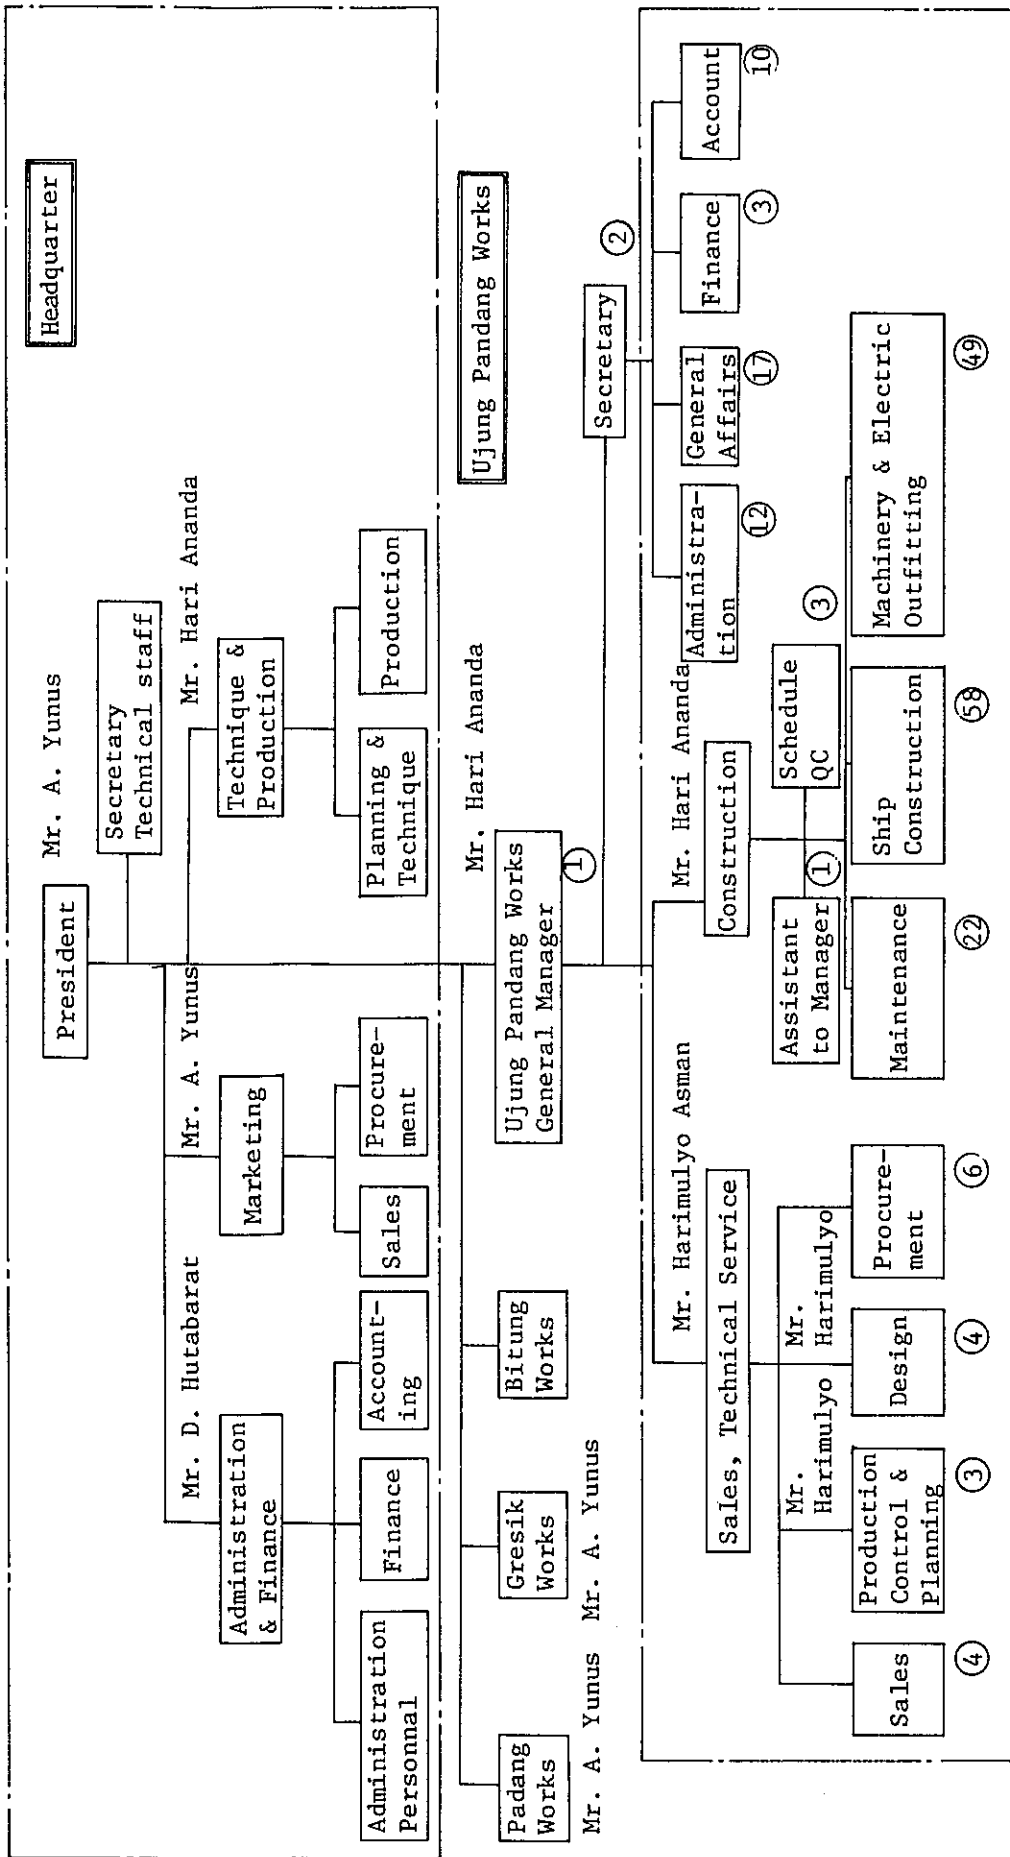 Headquarter
President
Mr. A. Yunus
Secretary
Technical staff
Mr. D. Hutabarat
Mr. A. Yunus
Mr. Hari Ananda
Administration
& Finance
Marketing
Technique &
Production
Administration
Personnal
Finance
Account-
ing
Sales
Procure-
ment
Planning &
Technique
Production
Ujung Pandang Works
Mr. Hari Ananda
Padang
Works
Gresik
Works
Bitung
Works
Ujung Pandang Works
General Manager
1
Mr. A. Yunus
Mr. A. Yunus
Secretary
2
Mr. Harimulyo Asman
Mr. Hari Ananda
Sales, Technical Service
Construction
Administra-
tion
12
General
Affairs
17
Finance
3
Account
10
Assistant
to Manager
1
Schedule
QC
3
Mr.
Harimulyo
Mr.
Harimulyo
Sales
4
Production
Control &
Planning
3
Design
4
Procure-
ment
6
Maintenance
22
Ship
Construction
58
Machinery & Electric
Outfitting
49